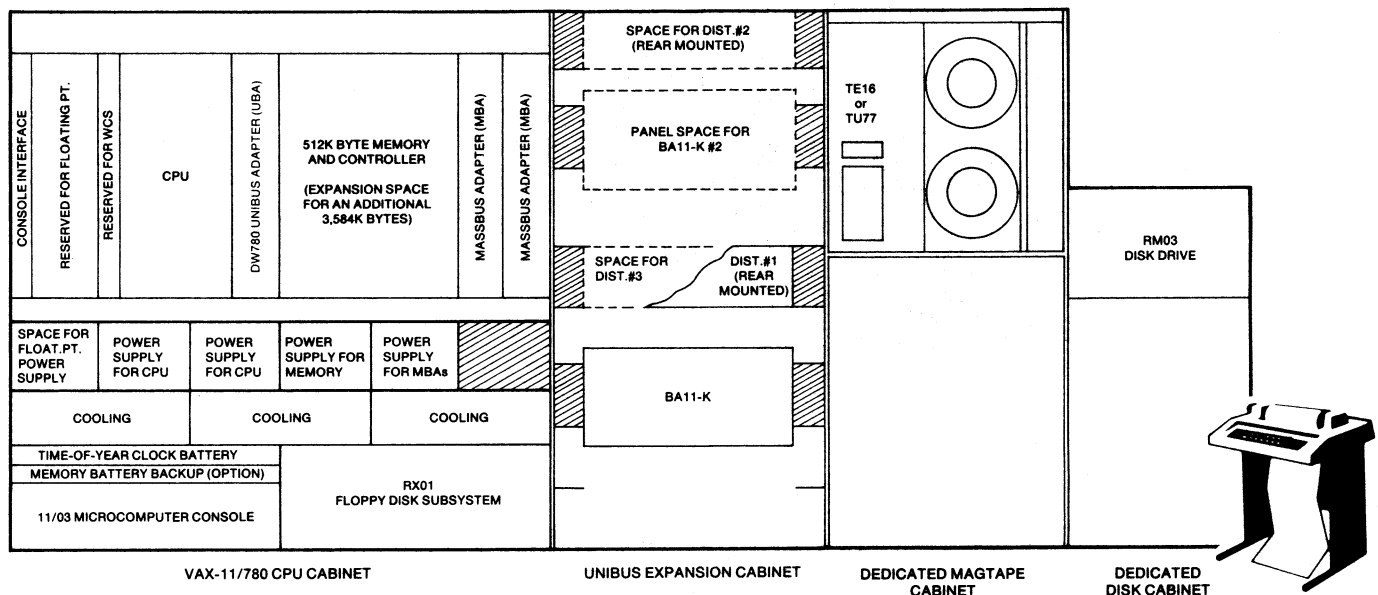 CONSOLE INTERFACE
RESERVED FOR FLOATING PT.
RESERVED FOR WCS
CPU
DW780 UNIBUS ADAPTER (UBA)
512K BYTE MEMORY
AND CONTROLLER
(EXPANSION SPACE
FOR AN ADDITIONAL
3,584K BYTES)
MASSBUS ADAPTER (MBA)
MASSBUS ADAPTER (MBA)
SPACE FOR
FLOAT.PT.
POWER
SUPPLY
POWER
SUPPLY
FOR CPU
POWER
SUPPLY
FOR CPU
POWER
SUPPLY FOR
MEMORY
POWER
SUPPLY
FOR MBAs
COOLING
COOLING
COOLING
TIME-OF-YEAR CLOCK BATTERY
MEMORY BATTERY BACKUP (OPTION)
11/03 MICROCOMPUTER CONSOLE
RX01
FLOPPY DISK SUBSYSTEM
VAX-11/780 CPU CABINET
SPACE FOR DIST.#2
(REAR MOUNTED)
PANEL SPACE FOR
BA11-K #2
SPACE FOR
DIST.#3
DIST.#1
(REAR
MOUNTED)
BA11-K
UNIBUS EXPANSION CABINET
TE16
or
TU77
DEDICATED MAGTAPE
CABINET
RM03
DISK DRIVE
DEDICATED
DISK CABINET